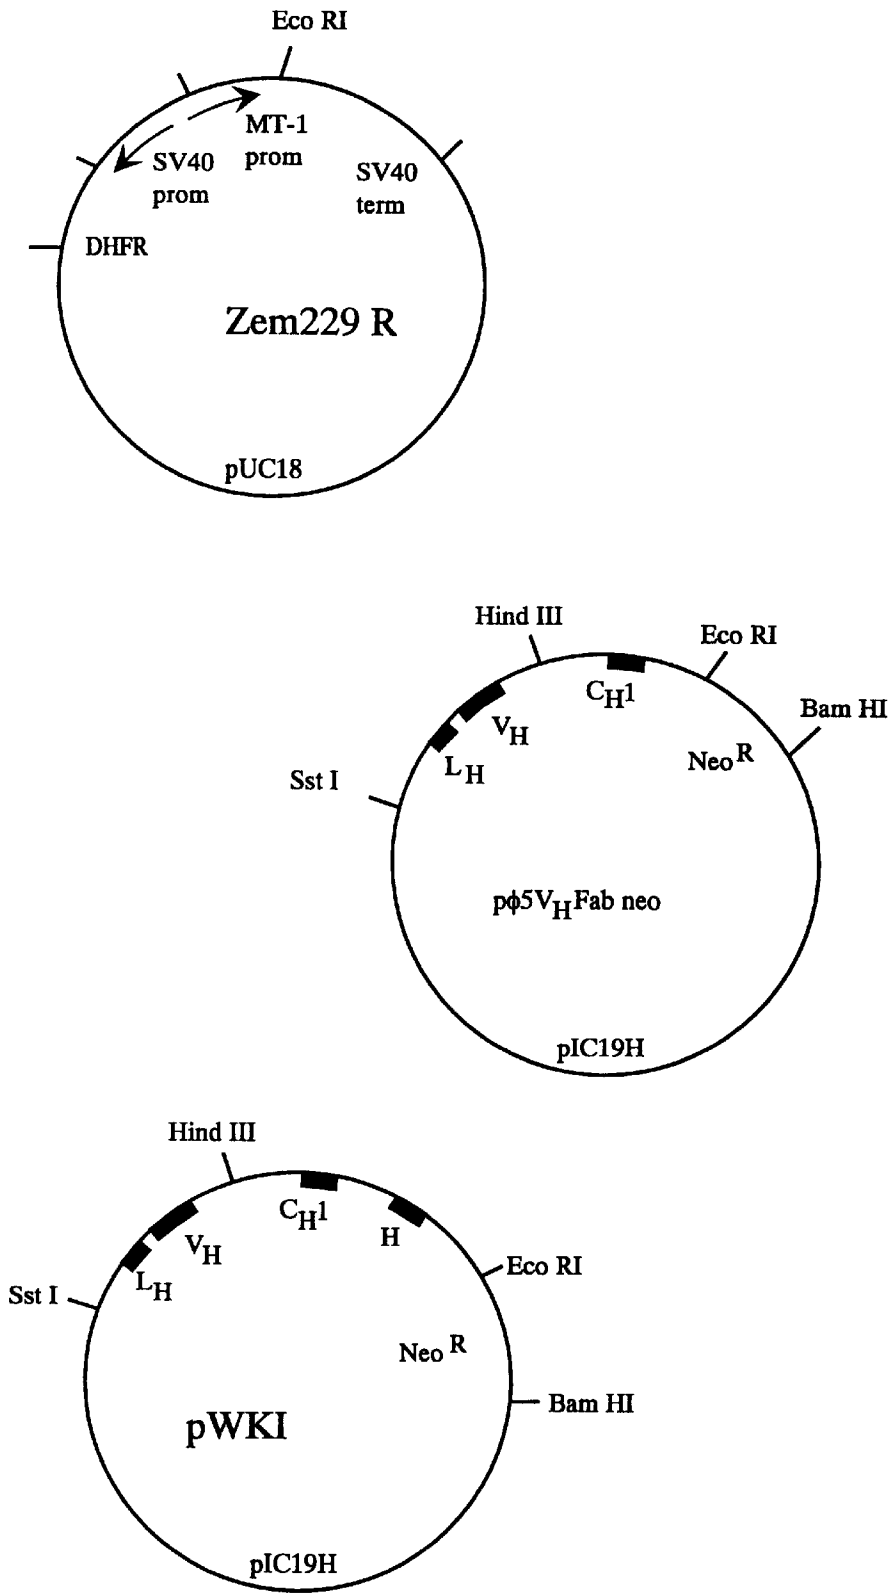 Eco RI
MT-1
prom
SV40
prom
SV40
term
DHFR
Zem229 R
pUC18
Hind III
Eco RI
CH1
Bam HI
VH
NeoR
LH
Sst I
pϕ5VHFab neo
pIC19H
Hind III
CH1
H
VH
Eco RI
LH
Sst I
NeoR
Bam HI
pWKI
pIC19H